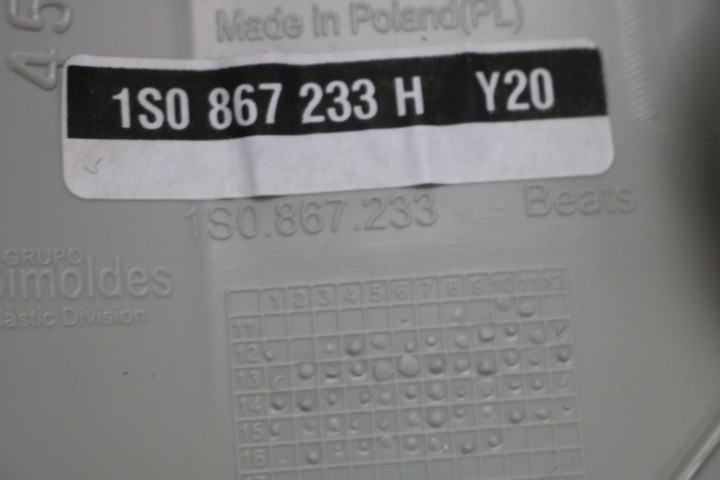 45
Made in Poland(PL)
1S0 867 233 H Y20
1S0.867.233 Beats
GRUPO
Simoldes
Plastic Division
1 2 3 4 5 6 7 8 9 10 11 12
11
12
13
14
15
16